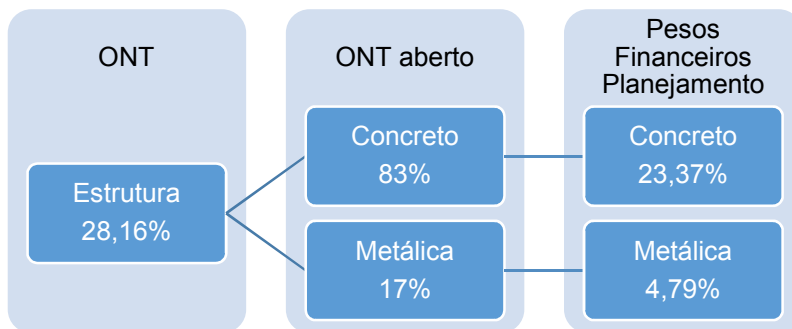 ONT
ONT aberto
Pesos
Financeiros
Planejamento
Estrutura
28,16%
Concreto
83%
Concreto
23,37%
Metálica
17%
Metálica
4,79%